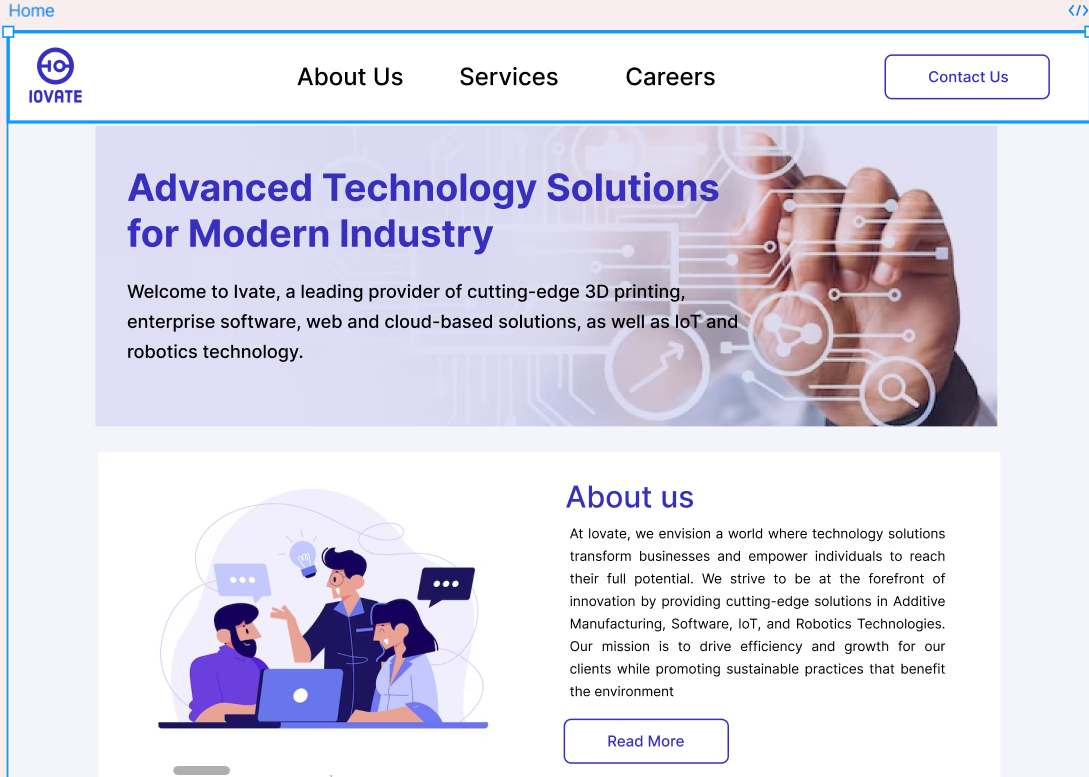 Home
</>
IOVATE
About Us
Services
Careers
Contact Us
Advanced Technology Solutions
for Modern Industry
Welcome to Ivate, a leading provider of cutting-edge 3D printing,
enterprise software, web and cloud-based solutions, as well as IoT and
robotics technology.
About us
At Iovate, we envision a world where technology solutions
transform businesses and empower individuals to reach
their full potential. We strive to be at the forefront of
innovation by providing cutting-edge solutions in Additive
Manufacturing, Software, IoT, and Robotics Technologies.
Our mission is to drive efficiency and growth for our
clients while promoting sustainable practices that benefit
the environment
Read More